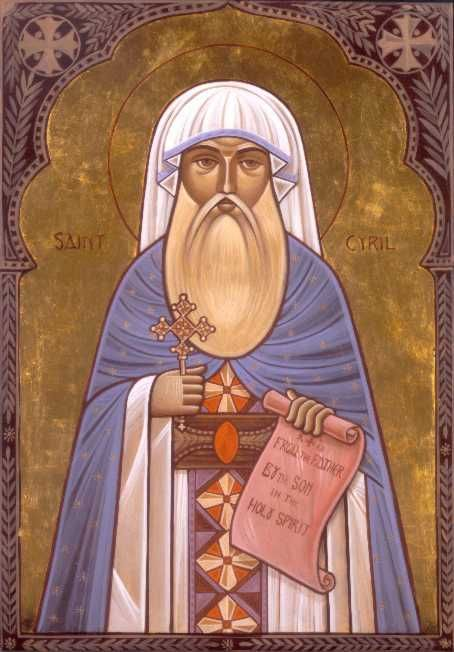 SAINT CYRIL
FROM THE FATHER
BY THE SON
IN THE
HOLY SPIRIT